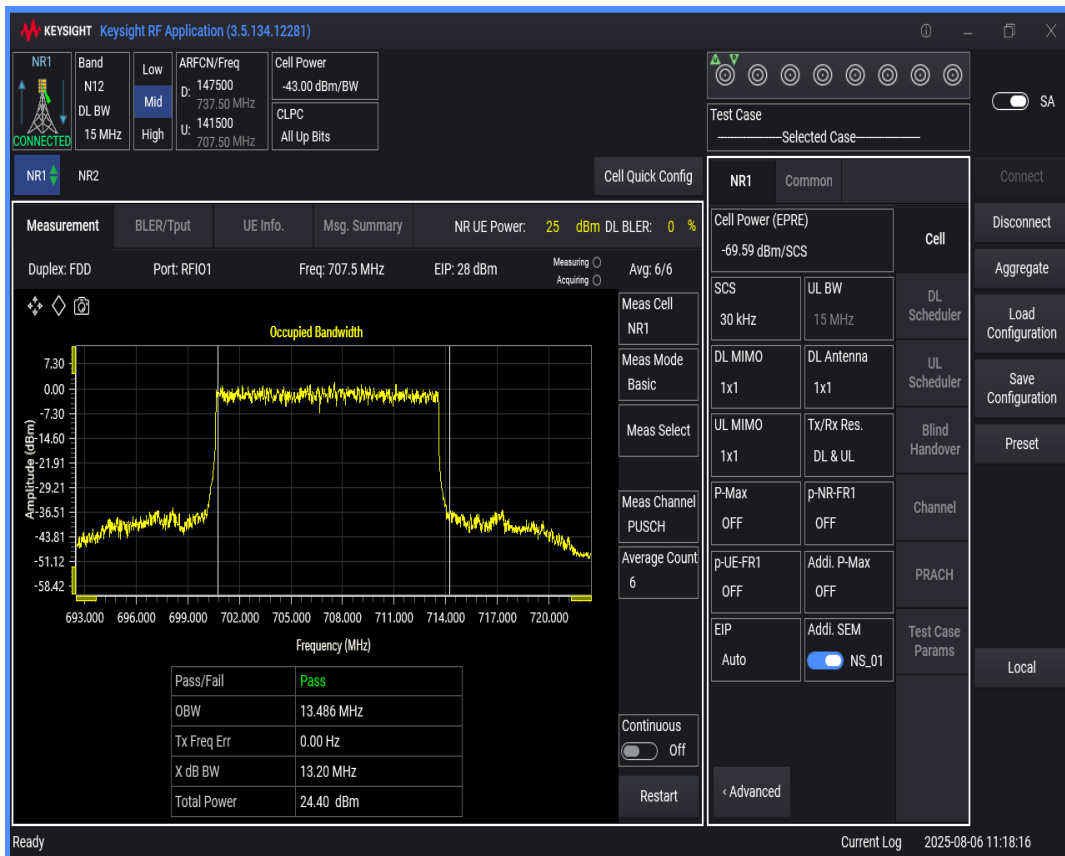 KEYSIGHT Keysight RF Application (3.5.134.12281)
NR1
CONNECTED
Band
N12
DL BW
15 MHz
Low
Mid
High
ARFCN/Freq
D: 147500
737.50 MHz
U: 141500
707.50 MHz
Cell Power
-43.00 dBm/BW
CLPC
All Up Bits
Test Case
Selected Case
SA
NR1 NR2 Cell Quick Config
Measurement BLER/Tput UE Info. Msg. Summary NR UE Power: 25 dBm DL BLER: 0 %
Duplex: FDD Port: RFIO1 Freq: 707.5 MHz EIP: 28 dBm Measuring Acquiring Avg: 6/6
Occupied Bandwidth
Amplitude (dBm)
7.30
0.00
-7.30
-14.60
-21.91
-29.21
-36.51
-43.81
-51.12
-58.42
693.000 696.000 699.000 702.000 705.000 708.000 711.000 714.000 717.000 720.000
Frequency (MHz)
Pass/Fail Pass
OBW 13.486 MHz
Tx Freq Err 0.00 Hz
X dB BW 13.20 MHz
Total Power 24.40 dBm
Meas Cell
NR1
Meas Mode
Basic
Meas Select
Meas Channel
PUSCH
Average Count
6
Continuous
Off
Restart
NR1 Common
Cell Power (EPRE)
-69.59 dBm/SCS
SCS
30 kHz
UL BW
15 MHz
DL MIMO
1x1
DL Antenna
1x1
UL MIMO
1x1
Tx/Rx Res.
DL & UL
P-Max
OFF
p-NR-FR1
OFF
p-UE-FR1
OFF
Addi. P-Max
OFF
EIP
Auto
Addi. SEM
NS_01
‹ Advanced
Cell
DL
Scheduler
UL
Scheduler
Blind
Handover
Channel
PRACH
Test Case
Params
Connect
Disconnect
Aggregate
Load
Configuration
Save
Configuration
Preset
Local
Ready Current Log 2025-08-06 11:18:16